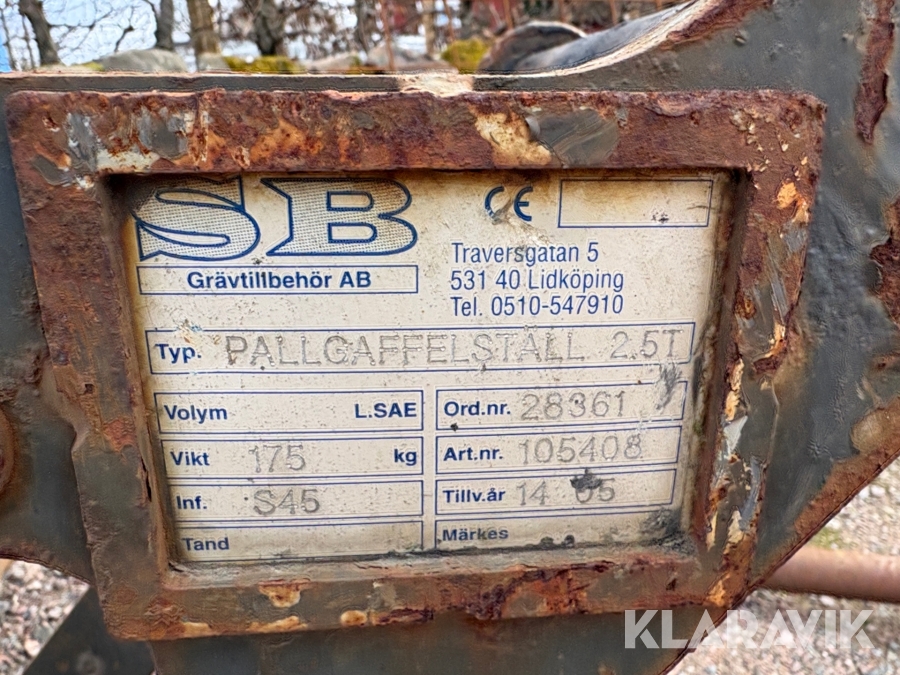 SB
Grävtillbehör AB
CE
Traversgatan 5
531 40 Lidköping
Tel. 0510-547910
Typ. PALLGAFFELSTÄLL 2.5T
Volym L.SAE
Ord.nr. 28361
Vikt 175 kg
Art.nr. 105408
Inf. S45
Tillv.år 14 05
Tand
Märkes
KLARAVIK